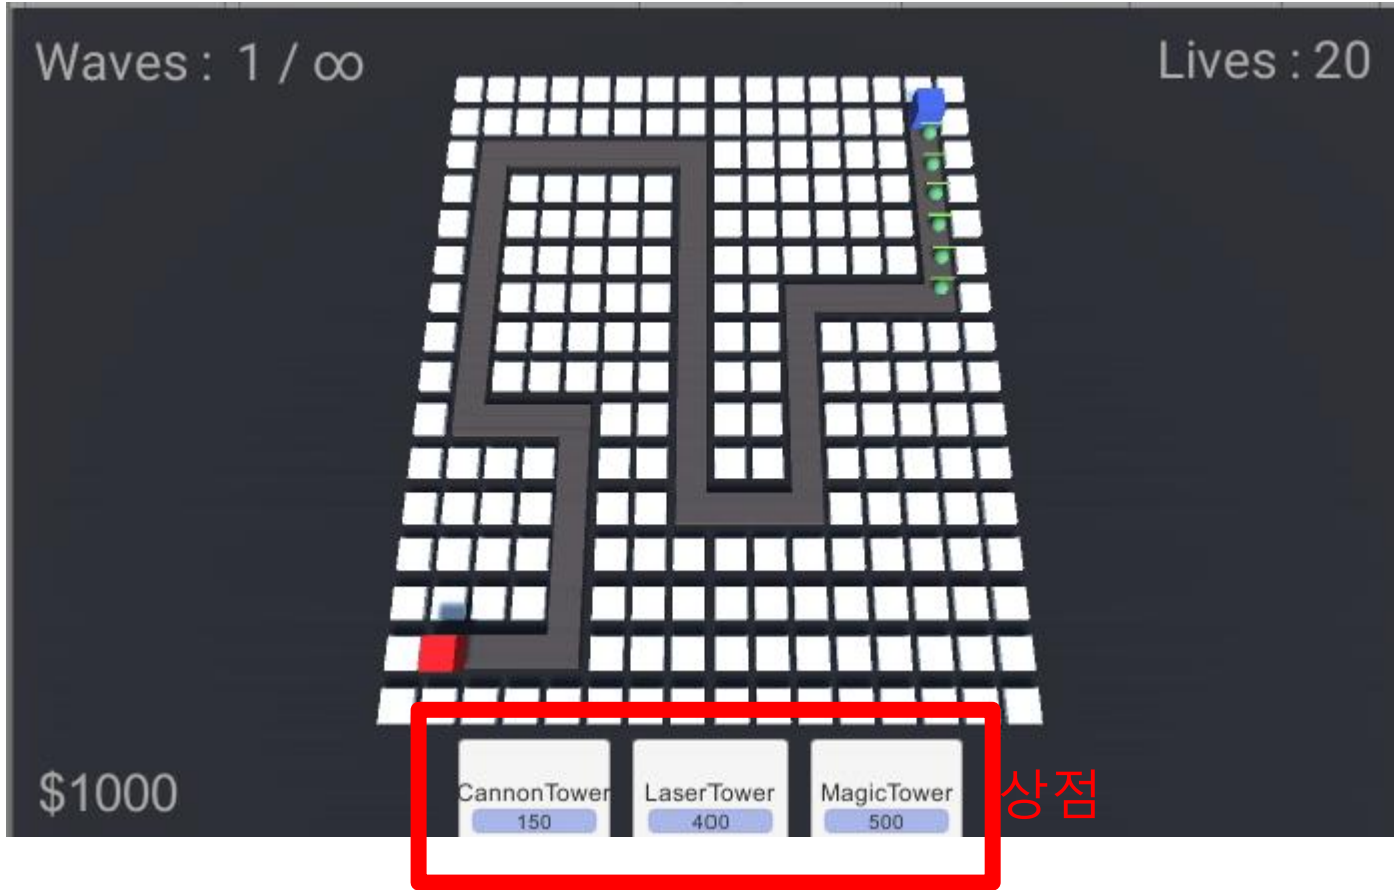 Waves : 1 / ∞
Lives : 20
$1000
CannonTower
150
LaserTower
400
MagicTower
500
상점